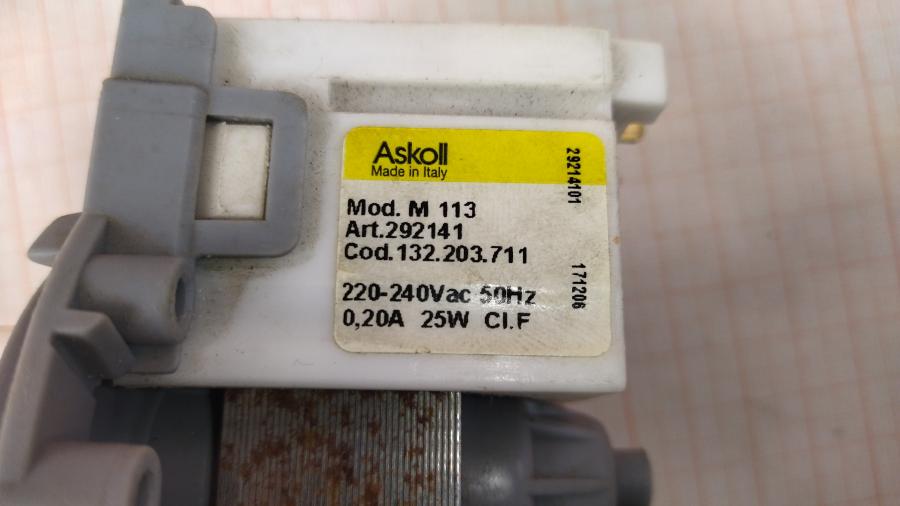 Askoll
Made in Italy
Mod. M 113
Art.292141
Cod.132.203.711
220-240Vac 50Hz
0,20A 25W Cl.F
29214101
171206